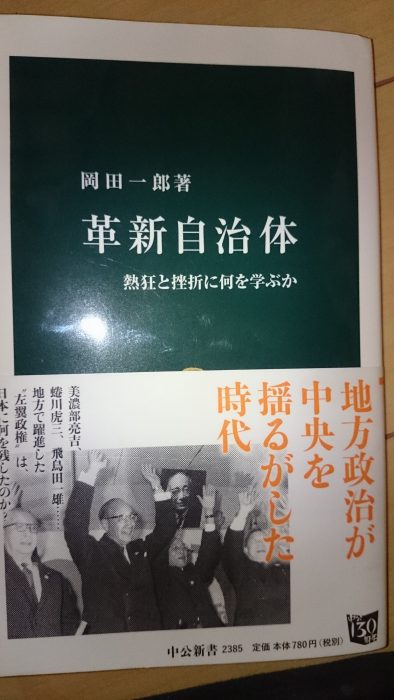 岡田一郎著
革新自治体
熱狂と挫折に何を学ぶか
地方政治が
中央を
揺るがした
時代
美濃部亮吉、
蜷川虎三、飛鳥田一雄……
地方で躍進した
“左翼政権”は、
日本に何を残したのか?
中公新書 2385 定価 本体780円(税別)
130